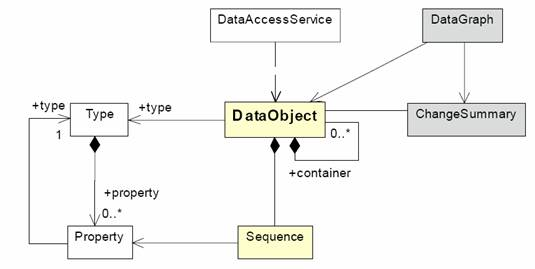 DataAccessService
DataGraph
+type
Type
+type
1
DataObject
0..*
ChangeSummary
+container
+property
0..*
Property
Sequence